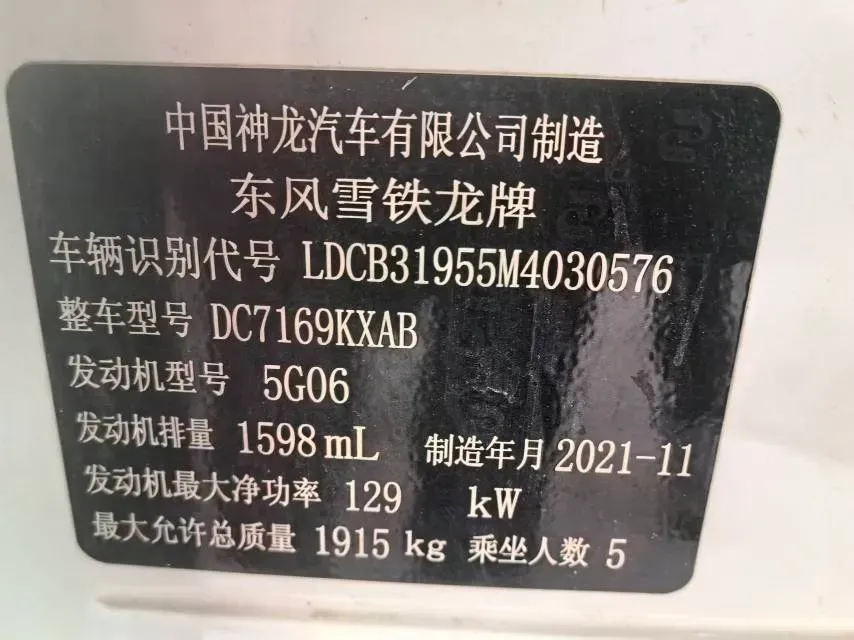 中国神龙汽车有限公司制造
东风雪铁龙牌
车辆识别代号 LDCB31955M4030576
整车型号 DC7169KXAB
发动机型号 5G06
发动机排量 1598 mL 制造年月 2021-11
发动机最大净功率 129 kW
最大允许总质量 1915 kg 乘坐人数 5